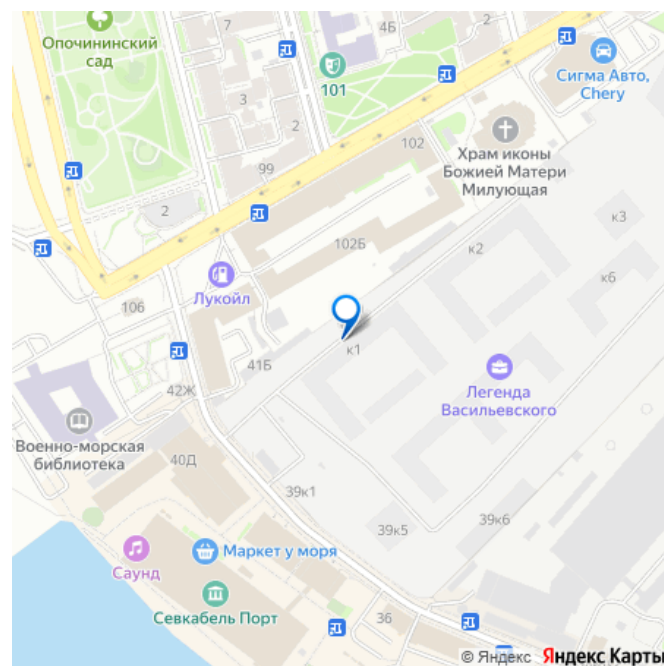 7
4Б
Опочининский
сад
101
Сигма Авто,
Chery
3
2
102
Храм иконы
Божией Матери
Милующая
99
2
к3
102Б
к2
Лукойл
к6
106
к1
41Б
Легенда
Васильевского
42Ж
Военно-морская
библиотека
40Д
39к1
39к5
39к6
Маркет у моря
Саунд
Севкабель Порт
36
© Яндекс Яндекс Карты